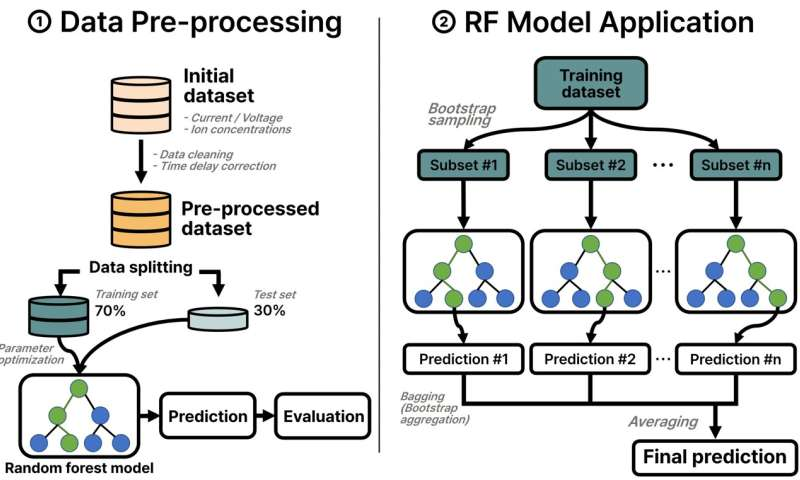 ① Data Pre-processing
Initial
dataset
- Current / Voltage
- Ion concentrations
- Data cleaning
- Time delay correction
Pre-processed
dataset
Data splitting
Training set
70%
Test set
30%
Parameter
optimization
Random forest model
Prediction
Evaluation
② RF Model Application
Training
dataset
Bootstrap
sampling
Subset #1
Subset #2
...
Subset #n
...
Prediction #1
Prediction #2
...
Prediction #n
Bagging
(Bootstrap
aggregation)
Averaging
Final prediction